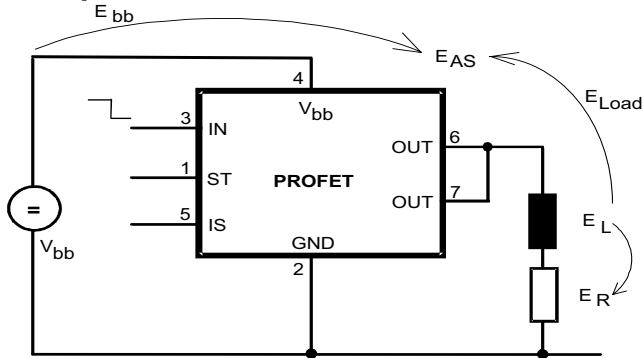 E bb
E AS
E Load
4
V bb
3 IN
OUT 6
1 ST
PROFET
7
OUT
5 IS
=
V bb
GND
2
E L
E R